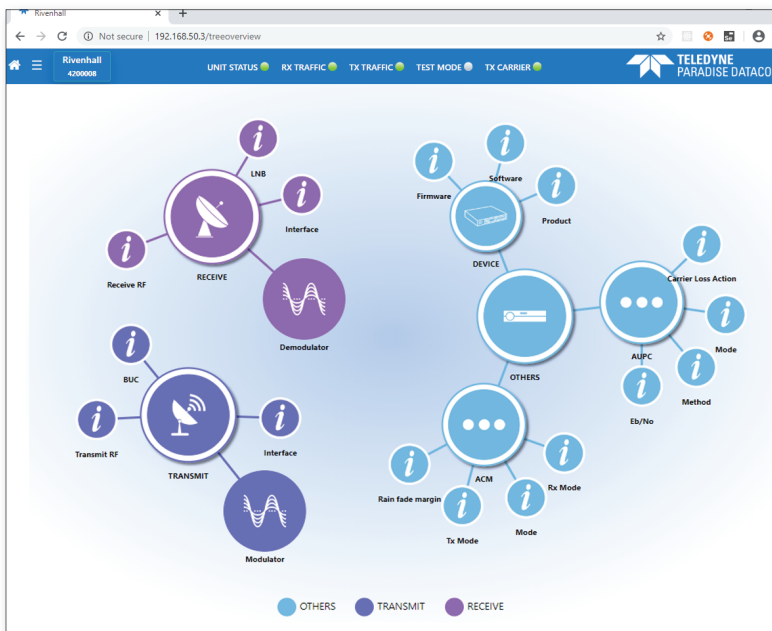 Rivenhall
Not secure | 192.168.50.3/treeoverview
Rivenhall
4200008
UNIT STATUS RX TRAFFIC TX TRAFFIC TEST MODE TX CARRIER
TELEDYNE
PARADISE DATACO
LNB
Interface
Receive RF
RECEIVE
Demodulator
Firmware
Software
Product
DEVICE
OTHERS
Carrier Loss Action
Mode
AUPC
Method
Eb/No
BUC
Transmit RF
Interface
TRANSMIT
Modulator
ACM
Rain fade margin
Rx Mode
Mode
Tx Mode
OTHERS TRANSMIT RECEIVE